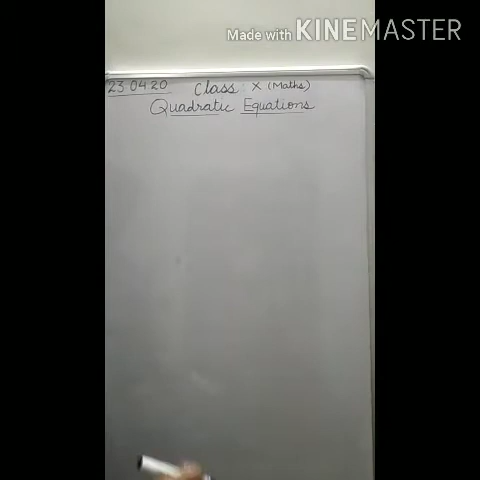 Made with KINEMASTER
23 04 20 Class: X (Maths)
Quadratic Equations